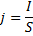 j = I/S